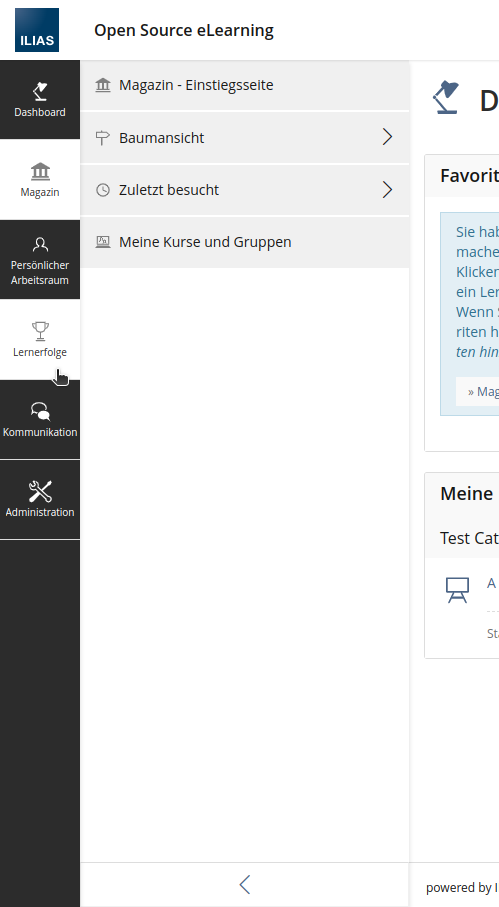 ILIAS
Open Source eLearning
Dashboard
Magazin
Persönlicher
Arbeitsraum
Lernerfolge
Kommunikation
Administration
Magazin - Einstiegsseite
Baumansicht
Zuletzt besucht
Meine Kurse und Gruppen
D
Favorit
Sie hab
mache
Klicken
ein Ler
Wenn S
riten h
ten hin
» Mag
Meine
Test Cat
A
Sta
powered by I